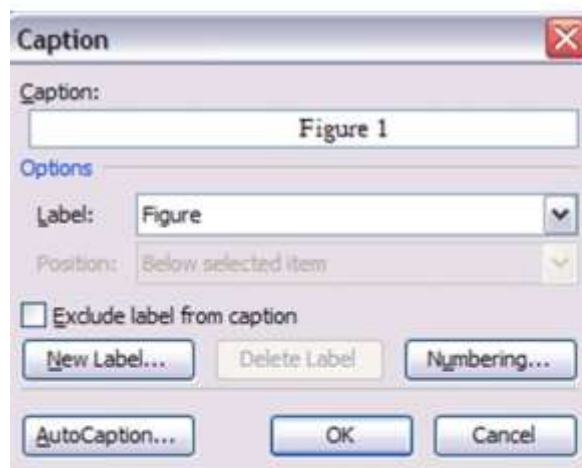 Caption
Caption:
Figure 1
Options
Label: Figure
Position: Below selected item
Exclude label from caption
New Label... Delete Label Numbering...
AutoCaption... OK Cancel